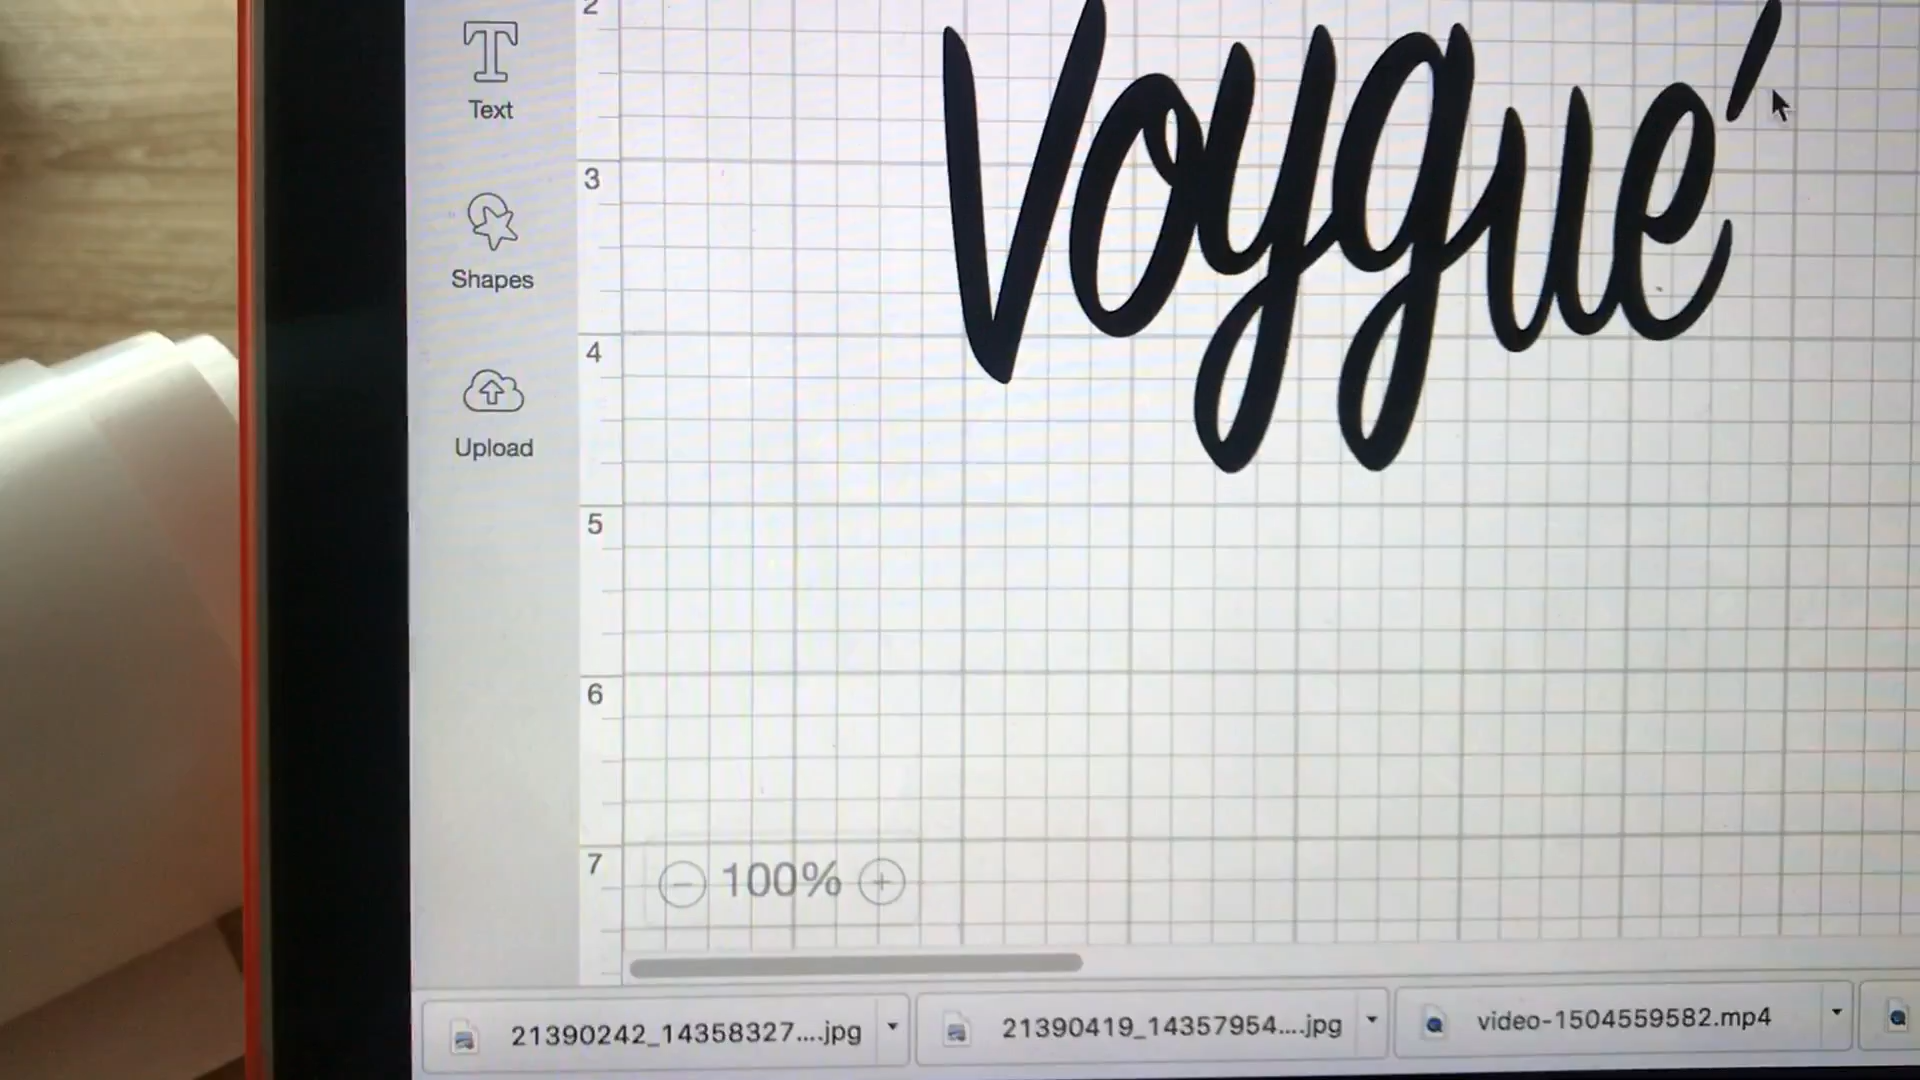 2
Text
Voygué
3
Shapes
4
Upload
5
6
7
100%
21390242_14358327....jpg
21390419_14357954....jpg
video-1504559582.mp4